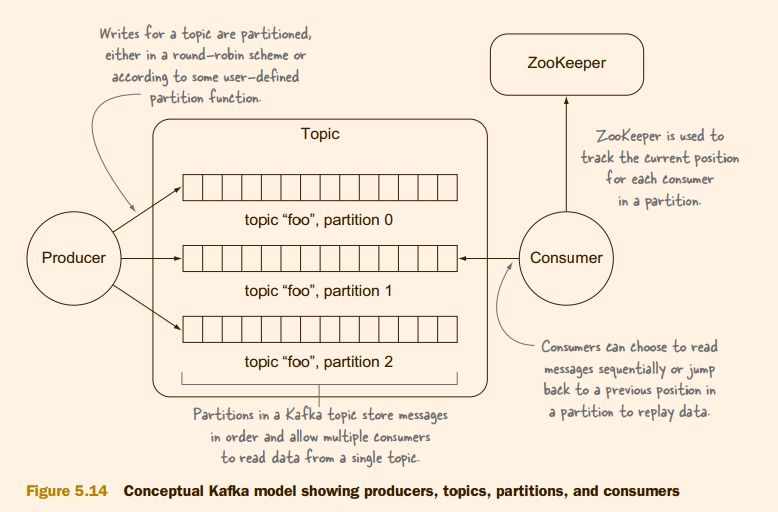 Writes for a topic are partitioned,
either in a round-robin scheme or
according to some user-defined
partition function.
ZooKeeper
Topic
ZooKeeper is used to
track the current position
for each consumer
in a partition.
topic “foo”, partition 0
Producer
topic “foo”, partition 1
Consumer
topic “foo”, partition 2
Consumers can choose to read
messages sequentially or jump
back to a previous position in
a partition to replay data.
Partitions in a Kafka topic store messages
in order and allow multiple consumers
to read data from a single topic.
Figure 5.14 Conceptual Kafka model showing producers, topics, partitions, and consumers